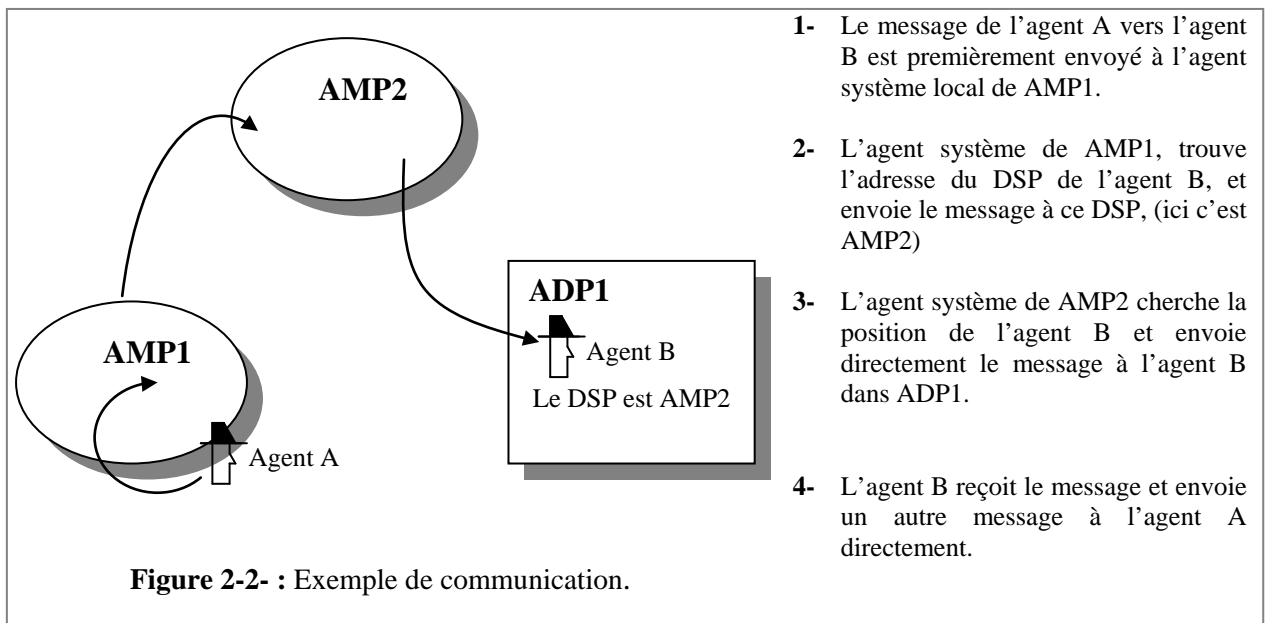 AMP2
ADP1
Agent B
Le DSP est AMP2
AMP1
Agent A
Figure 2-2- : Exemple de communication.
1- Le message de l’agent A vers l’agent
B est premièrement envoyé à l’agent
système local de AMP1.
2- L’agent système de AMP1, trouve
l’adresse du DSP de l’agent B, et
envoie le message à ce DSP, (ici c’est
AMP2)
3- L’agent système de AMP2 cherche la
position de l’agent B et envoie
directement le message à l’agent B
dans ADP1.
4- L’agent B reçoit le message et envoie
un autre message à l’agent A
directement.